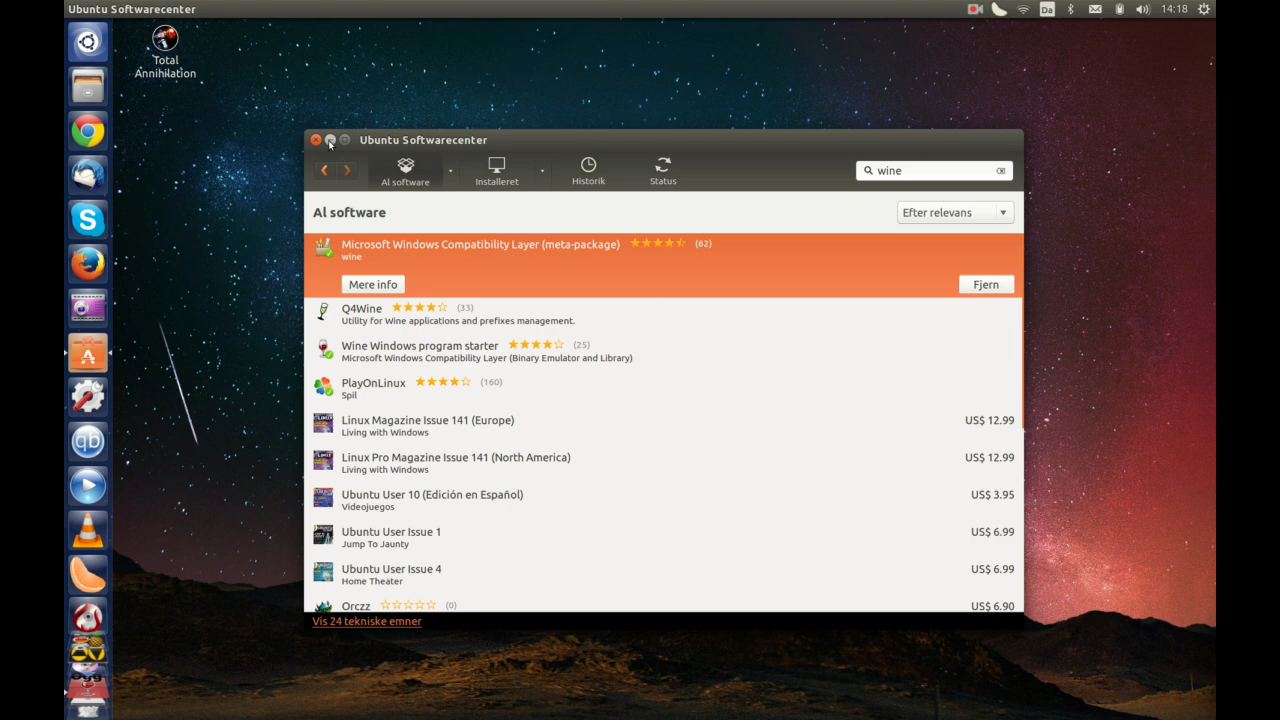 Ubuntu Softwarecenter
Da
14:18
Total
Annihilation
Ubuntu Softwarecenter
Al software
Installeret
Historik
Status
wine
Al software
Efter relevans
Microsoft Windows Compatibility Layer (meta-package) (62)
wine
Mere info
Fjern
Q4Wine (33)
Utility for Wine applications and prefixes management.
Wine Windows program starter (25)
Microsoft Windows Compatibility Layer (Binary Emulator and Library)
PlayOnLinux (160)
Spil
Linux Magazine Issue 141 (Europe) US$ 12.99
Living with Windows
Linux Pro Magazine Issue 141 (North America) US$ 12.99
Living with Windows
Ubuntu User 10 (Edición en Español) US$ 3.95
Videojuegos
Ubuntu User Issue 1 US$ 6.99
Jump To Jaunty
Ubuntu User Issue 4 US$ 6.99
Home Theater
Orczz (0) US$ 6.90
Vis 24 tekniske emner
qb